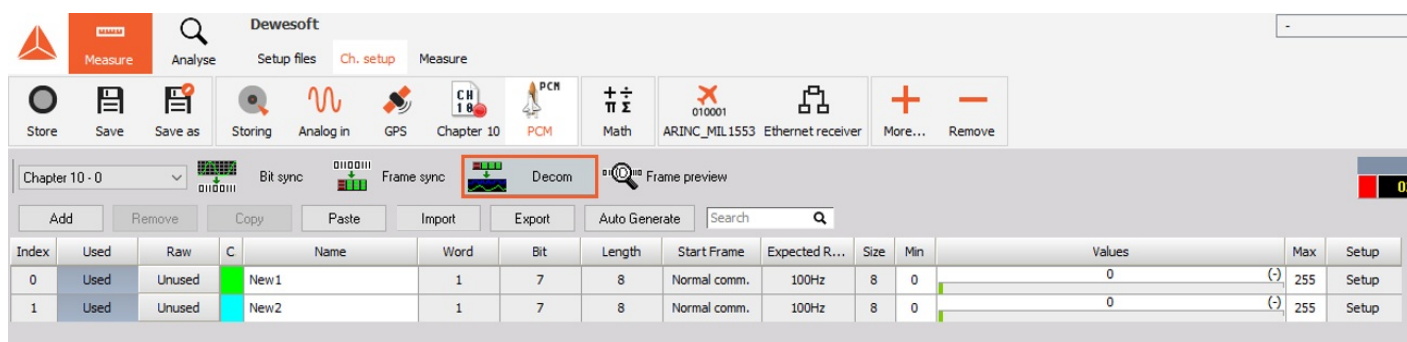 Dewesoft
-
Measure Analyse Setup files Ch. setup Measure
CH
10
PCM
+ ÷
π Σ
010001
Store Save Save as Storing Analog in GPS Chapter 10 PCM Math ARINC_MIL1553 Ethernet receiver More... Remove
Chapter 10 - 0 Bit sync Frame sync Decom Frame preview
Add Remove Copy Paste Import Export Auto Generate Search
Index Used Raw C Name Word Bit Length Start Frame Expected R... Size Min Values Max Setup
0 Used Unused New1 1 7 8 Normal comm. 100Hz 8 0 0 (-) 255 Setup
1 Used Unused New2 1 7 8 Normal comm. 100Hz 8 0 0 (-) 255 Setup